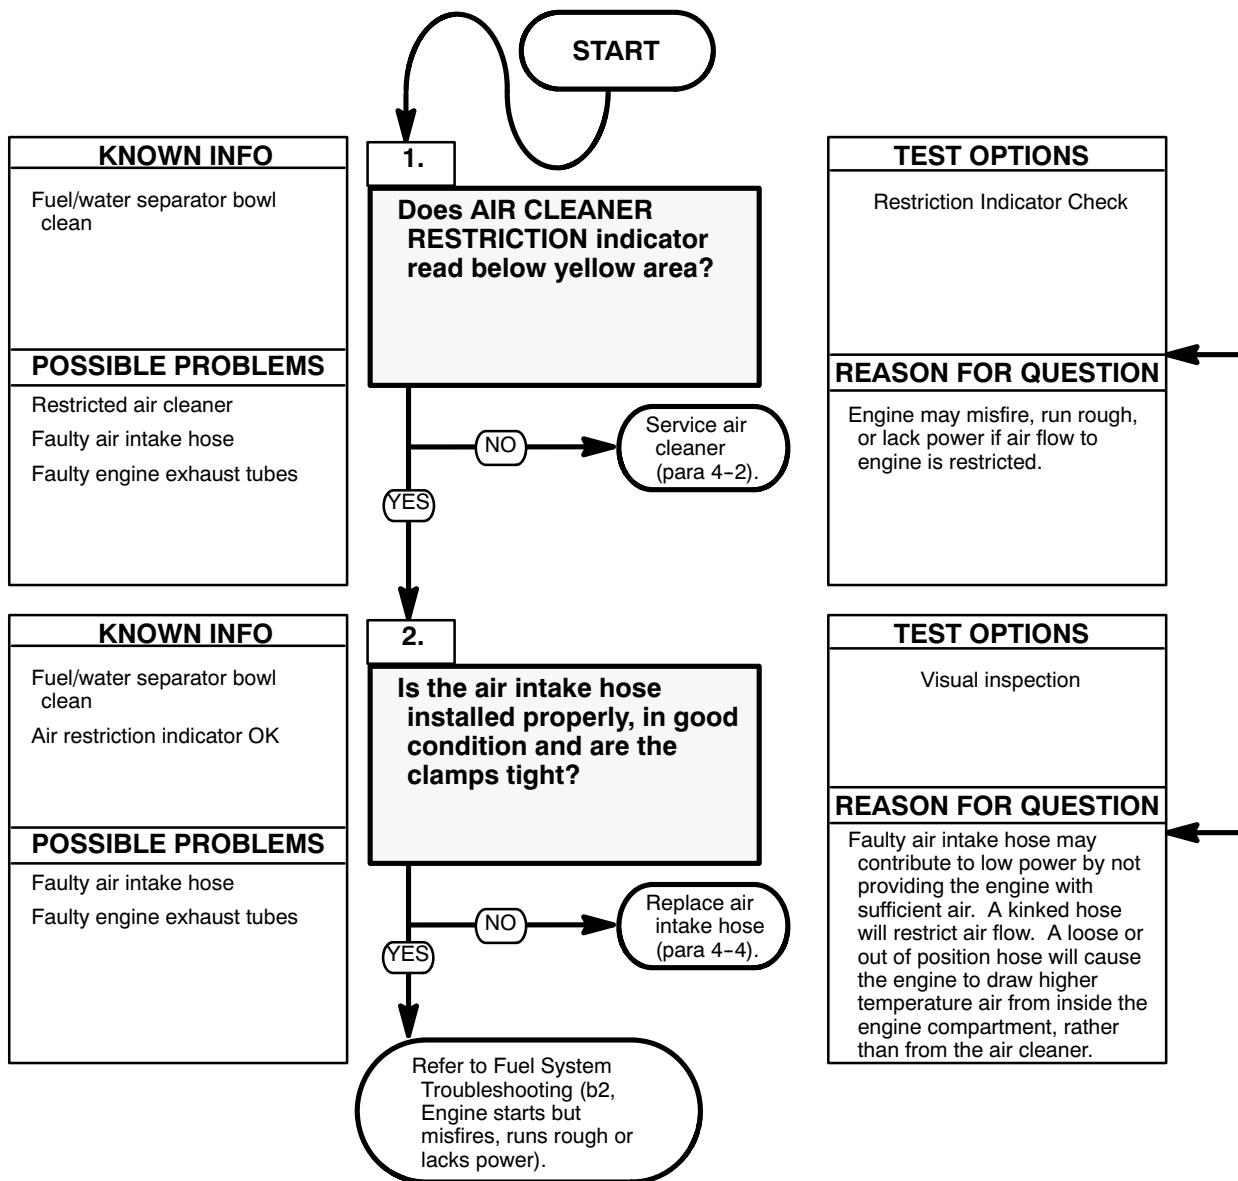 START
KNOWN INFO
Fuel/water separator bowl
clean
POSSIBLE PROBLEMS
Restricted air cleaner
Faulty air intake hose
Faulty engine exhaust tubes
1.
Does AIR CLEANER
RESTRICTION indicator
read below yellow area?
NO
Service air
cleaner
(para 4-2).
YES
TEST OPTIONS
Restriction Indicator Check
REASON FOR QUESTION
Engine may misfire, run rough,
or lack power if air flow to
engine is restricted.
KNOWN INFO
Fuel/water separator bowl
clean
Air restriction indicator OK
POSSIBLE PROBLEMS
Faulty air intake hose
Faulty engine exhaust tubes
2.
Is the air intake hose
installed properly, in good
condition and are the
clamps tight?
NO
Replace air
intake hose
(para 4-4).
YES
Refer to Fuel System
Troubleshooting (b2,
Engine starts but
misfires, runs rough or
lacks power).
TEST OPTIONS
Visual inspection
REASON FOR QUESTION
Faulty air intake hose may
contribute to low power by not
providing the engine with
sufficient air. A kinked hose
will restrict air flow. A loose or
out of position hose will cause
the engine to draw higher
temperature air from inside the
engine compartment, rather
than from the air cleaner.